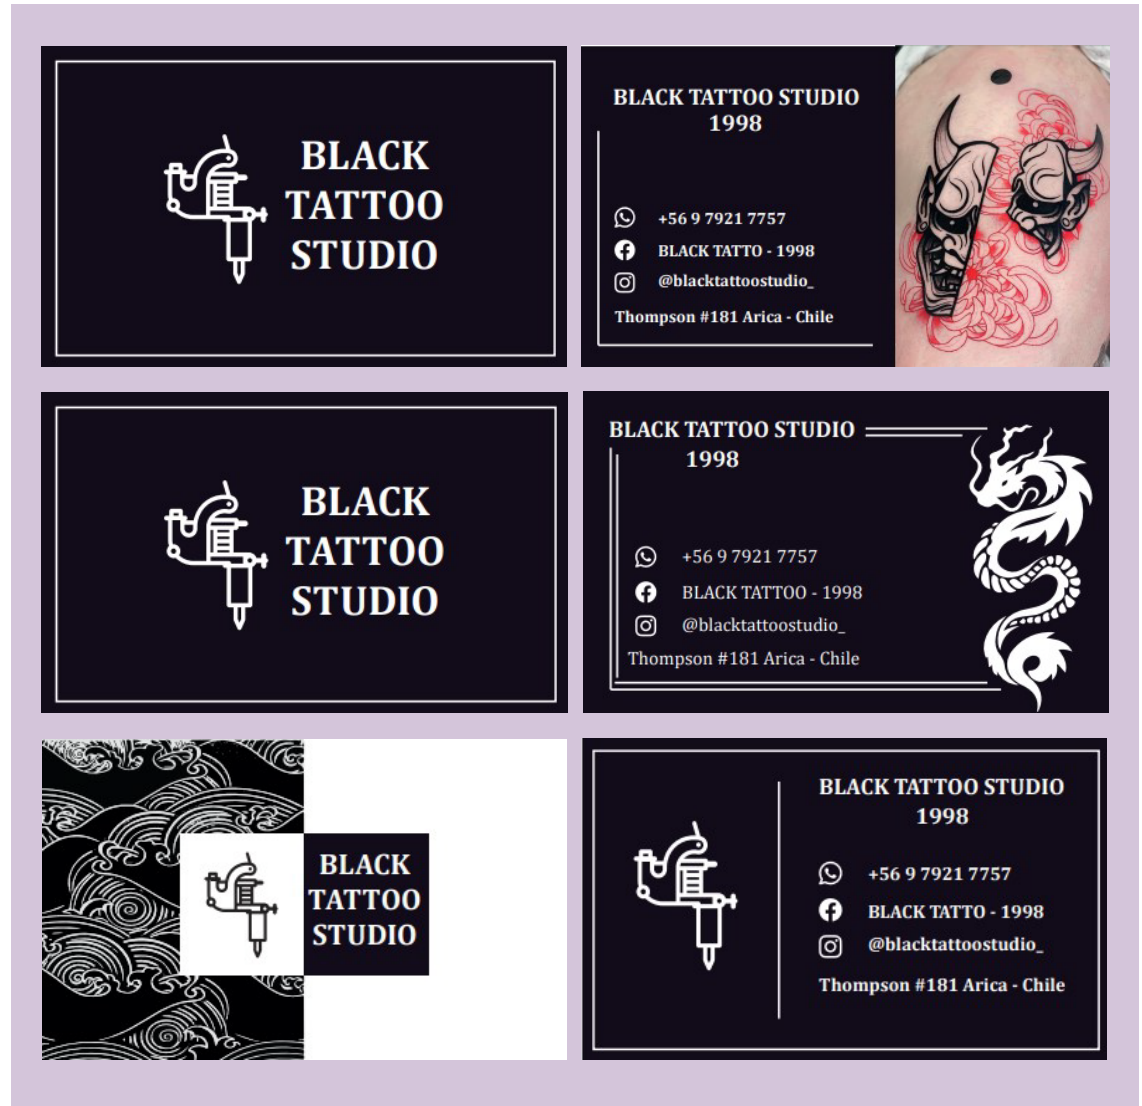 BLACK
TATTOO
STUDIO
BLACK TATTOO STUDIO
1998
+56 9 7921 7757
BLACK TATTO - 1998
@blacktattoostudio_
Thompson #181 Arica - Chile
BLACK
TATTOO
STUDIO
BLACK TATTOO STUDIO
1998
+56 9 7921 7757
BLACK TATTOO - 1998
@blacktattoostudio_
Thompson #181 Arica - Chile
BLACK
TATTOO
STUDIO
BLACK TATTOO STUDIO
1998
+56 9 7921 7757
BLACK TATTO - 1998
@blacktattoostudio_
Thompson #181 Arica - Chile